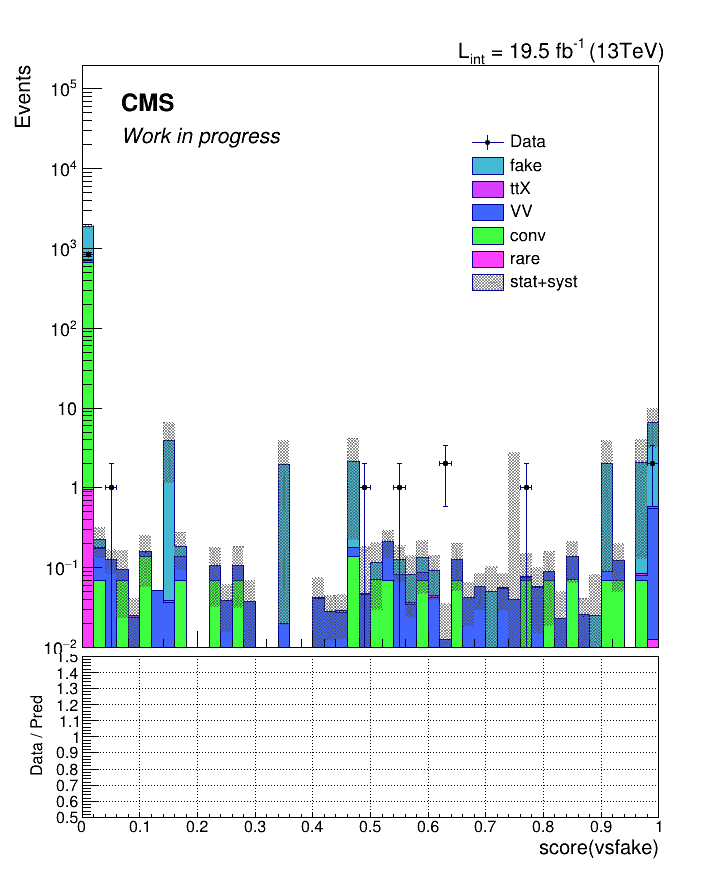 L_int = 19.5 fb^-1 (13TeV)
Events
CMS
Work in progress
Data
fake
ttX
VV
conv
rare
stat+syst
10^5
10^4
10^3
10^2
10
1
10^-1
10^-2
Data / Pred
1.5
1.4
1.3
1.2
1.1
1
0.9
0.8
0.7
0.6
0.5
0 0.1 0.2 0.3 0.4 0.5 0.6 0.7 0.8 0.9 1
score(vsfake)